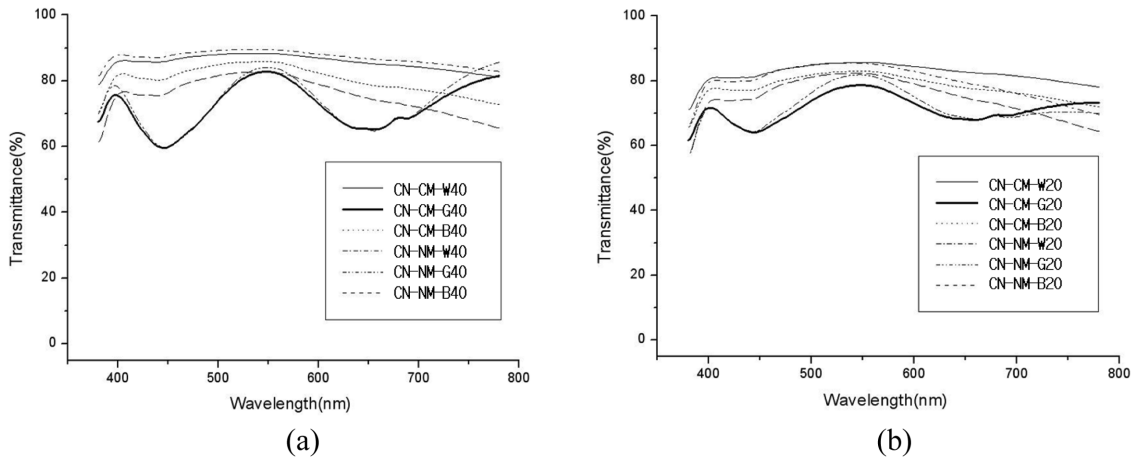 100
80
60
40
20
0
Transmittance(%)
CN-CM-W40
CN-CM-G40
CN-CM-B40
CN-NM-W40
CN-NM-G40
CN-NM-B40
400 500 600 700 800
Wavelength(nm)
(a)
100
80
60
40
20
0
Transmittance(%)
CN-CM-W20
CN-CM-G20
CN-CM-B20
CN-NM-W20
CN-NM-G20
CN-NM-B20
400 500 600 700 800
Wavelength(nm)
(b)